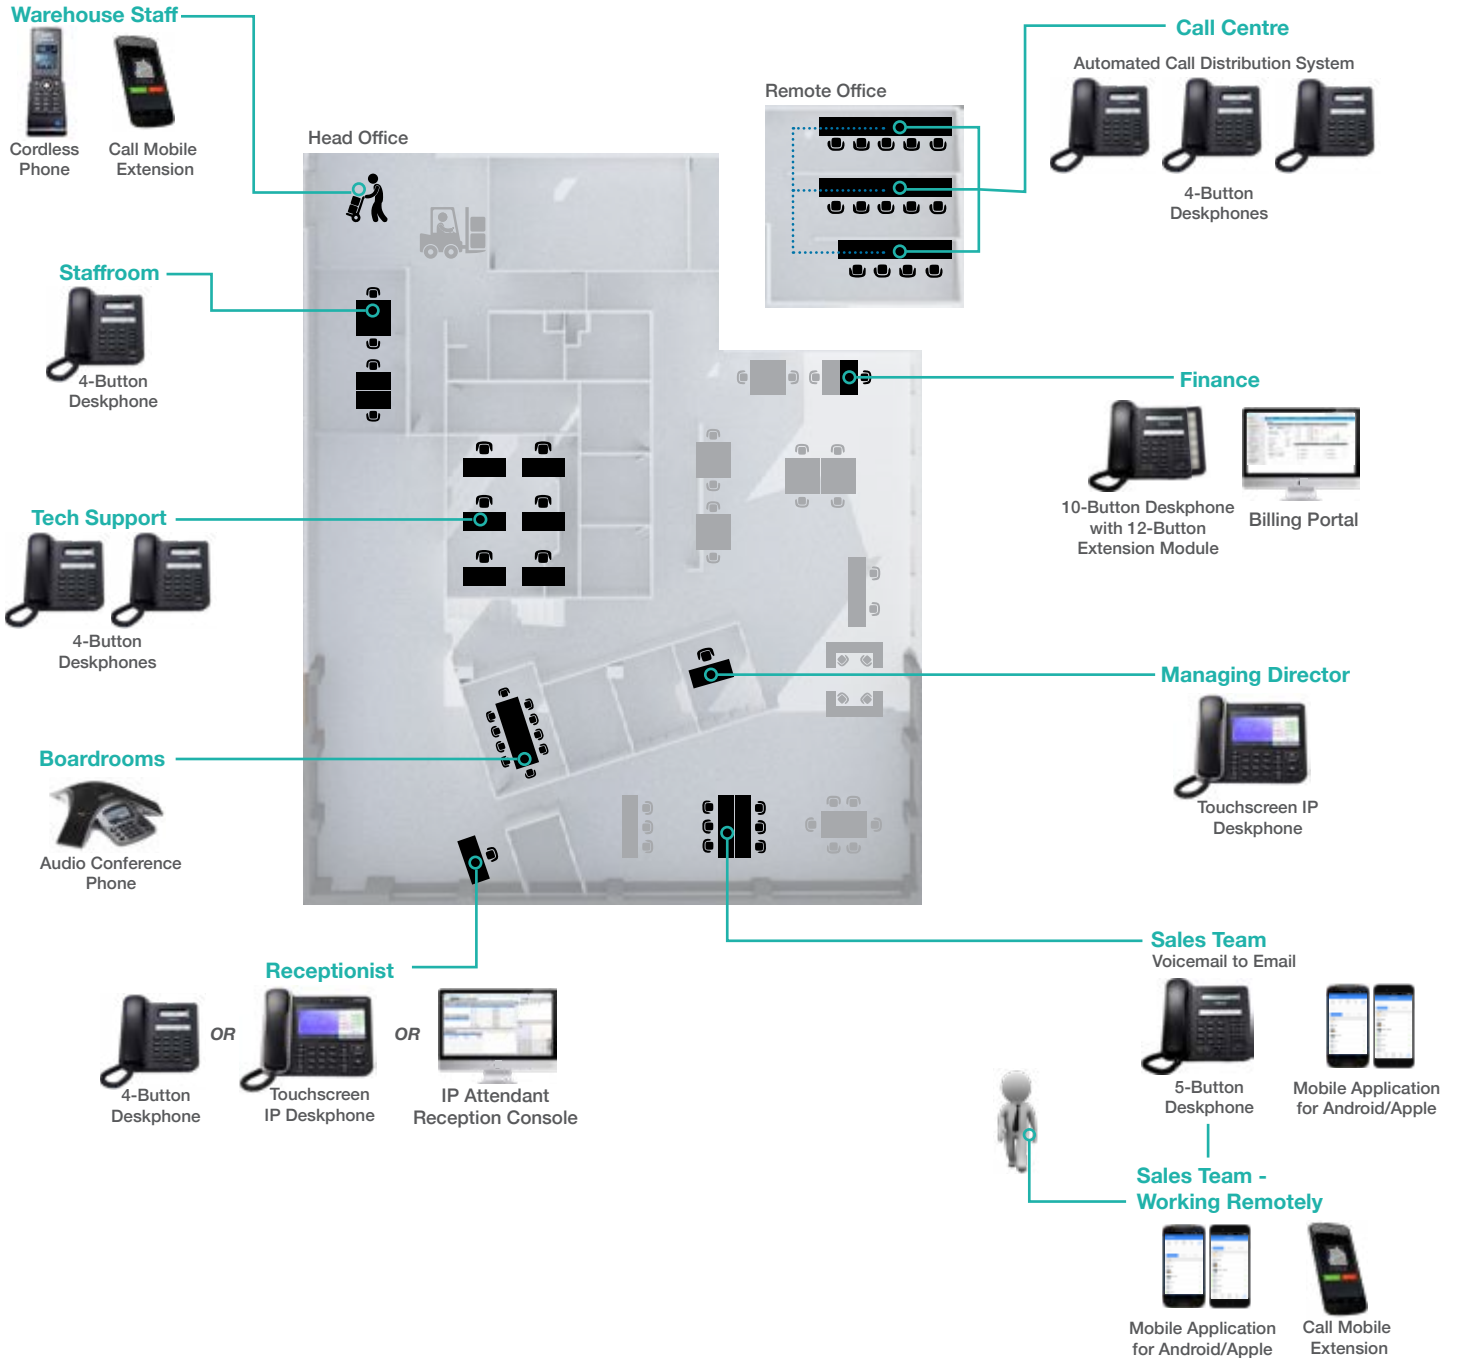 Warehouse Staff
Cordless
Phone
Call Mobile
Extension
Head Office
Remote Office
Call Centre
Automated Call Distribution System
4-Button
Deskphones
Staffroom
4-Button
Deskphone
Finance
10-Button Deskphone
with 12-Button
Extension Module
Billing Portal
Tech Support
4-Button
Deskphones
Managing Director
Touchscreen IP
Deskphone
Boardrooms
Audio Conference
Phone
Receptionist
4-Button
Deskphone
OR
Touchscreen
IP Deskphone
OR
IP Attendant
Reception Console
Sales Team
Voicemail to Email
5-Button
Deskphone
Mobile Application
for Android/Apple
Sales Team -
Working Remotely
Mobile Application
for Android/Apple
Call Mobile
Extension